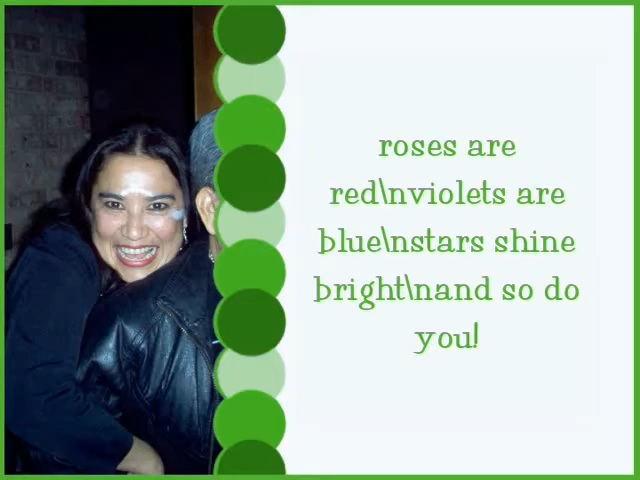 roses are
red\nviolets are
blue\nstars shine
bright\nand so do
you!